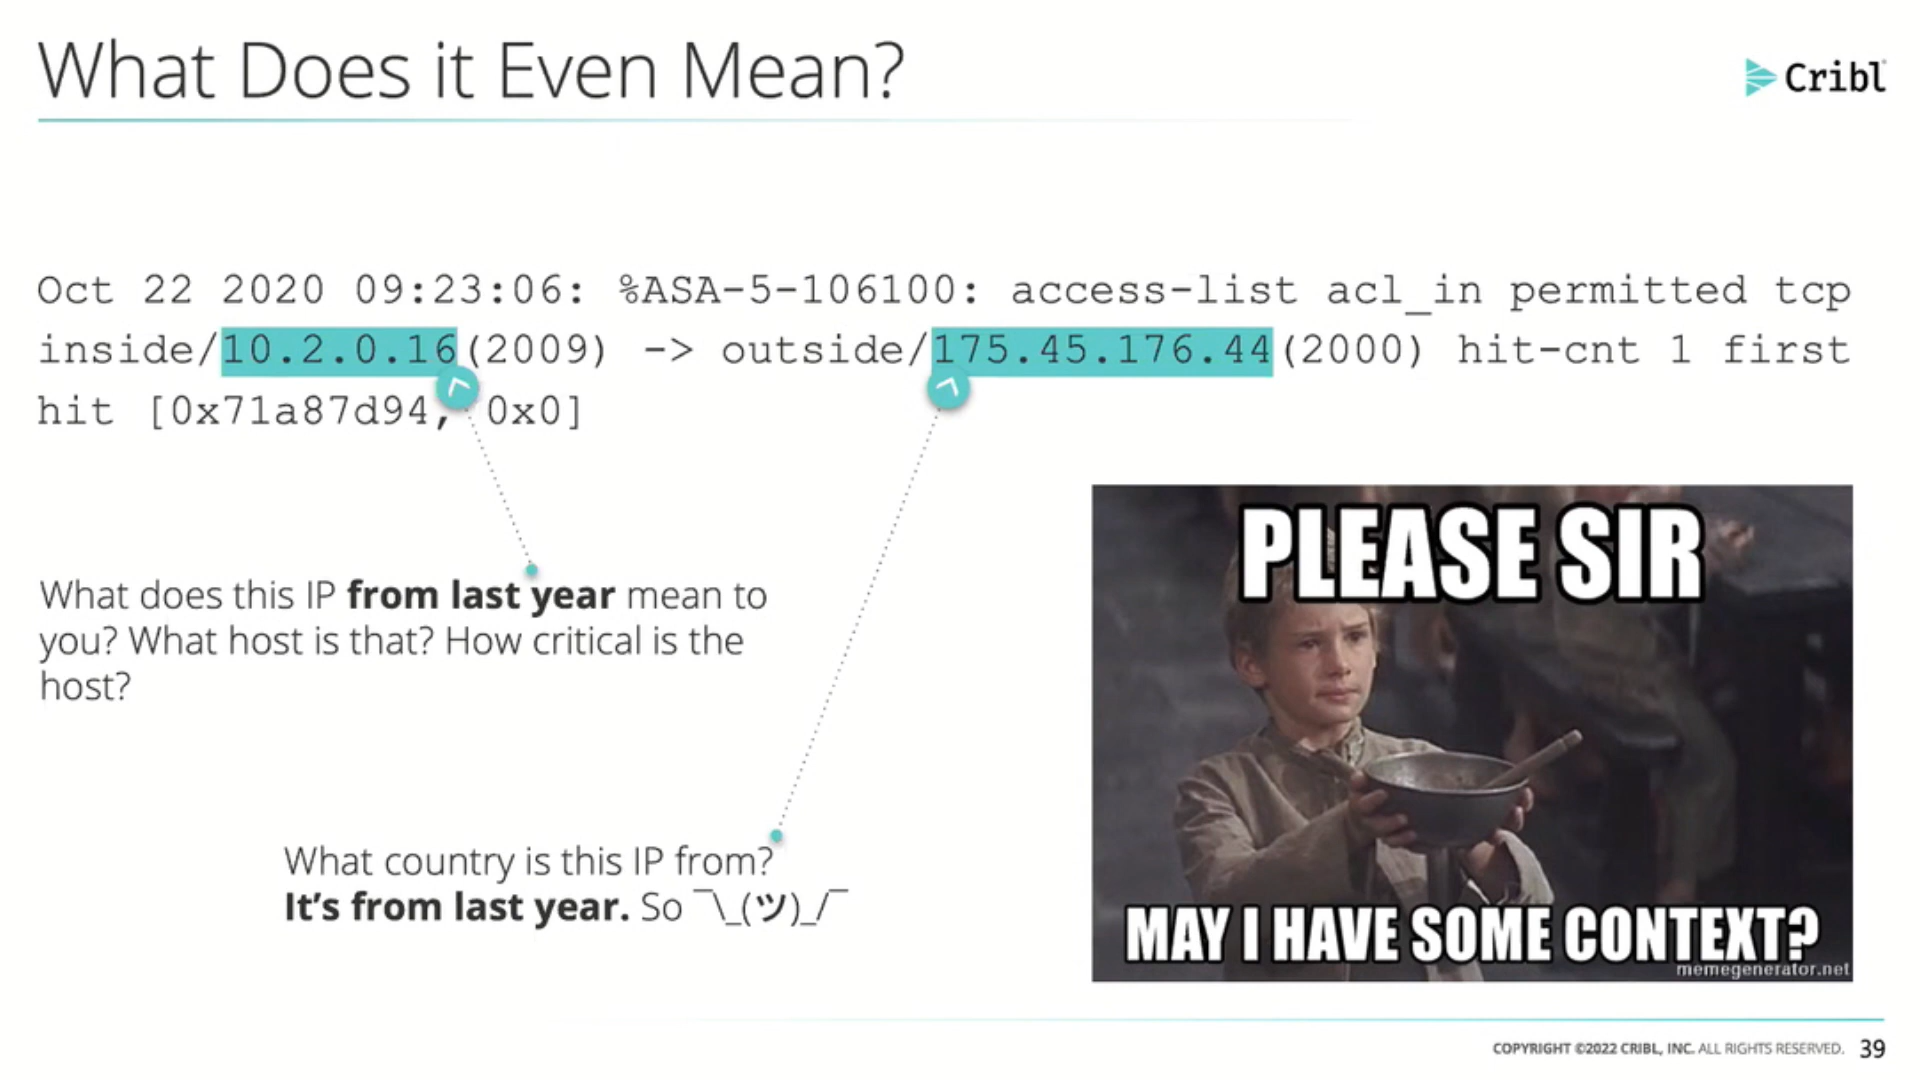 What Does it Even Mean?
Cribl
Oct 22 2020 09:23:06: %ASA-5-106100: access-list acl_in permitted tcp
inside/10.2.0.16(2009) -> outside/175.45.176.44(2000) hit-cnt 1 first
hit [0x71a87d94, 0x0]
What does this IP from last year mean to
you? What host is that? How critical is the
host?
What country is this IP from?
It’s from last year. So ¯\_(ツ)_/¯
PLEASE SIR
MAY I HAVE SOME CONTEXT?
memegenerator.net
COPYRIGHT ©2022 CRIBL, INC. ALL RIGHTS RESERVED. 39